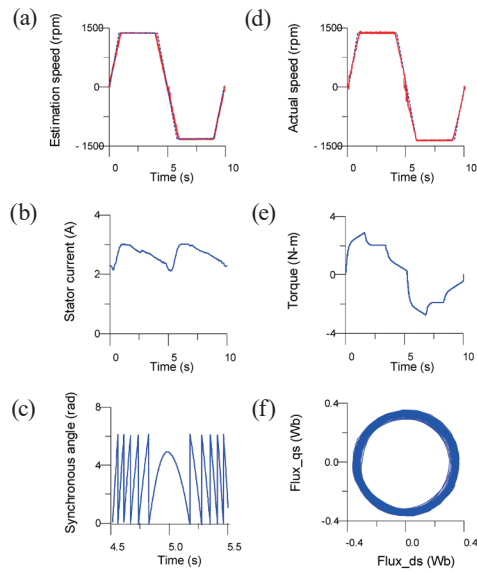 (a)
Estimation speed (rpm)
1500
0
- 1500
0
5
10
Time (s)
(d)
Actual speed (rpm)
1500
0
- 1500
0
5
10
Time (s)
(b)
Stator current (A)
4
3
2
1
0
0
5
10
Time (s)
(e)
Torque (N-m)
4
0
-4
0
5
10
Time (s)
(c)
Synchronous angle (rad)
8
4
0
4.5
5.0
5.5
Time (s)
(f)
Flux_qs (Wb)
0.4
0.0
-0.4
-0.4
0.0
0.4
Flux_ds (Wb)